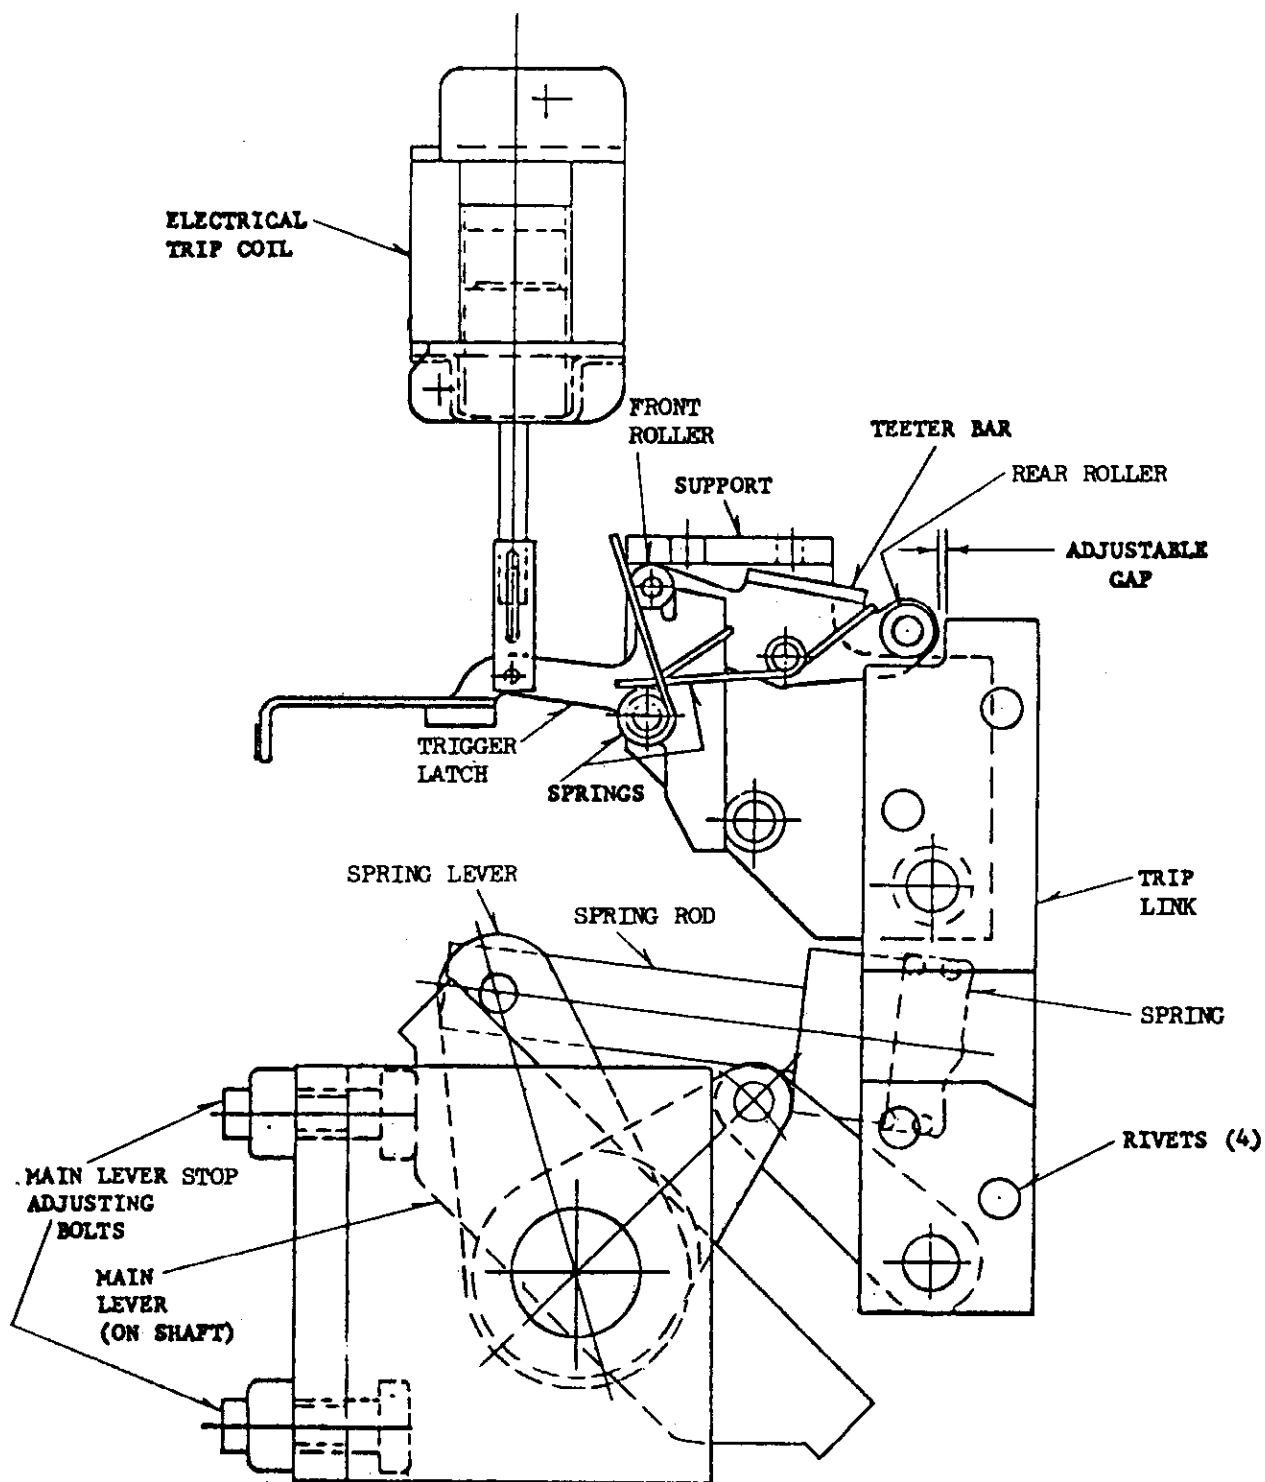 ELECTRICAL
TRIP COIL
FRONT
ROLLER
TEETER BAR
SUPPORT
REAR ROLLER
ADJUSTABLE
GAP
TRIGGER
LATCH
SPRINGS
SPRING LEVER
SPRING ROD
TRIP
LINK
SPRING
RIVETS (4)
MAIN LEVER STOP
ADJUSTING
BOLTS
MAIN
LEVER
(ON SHAFT)